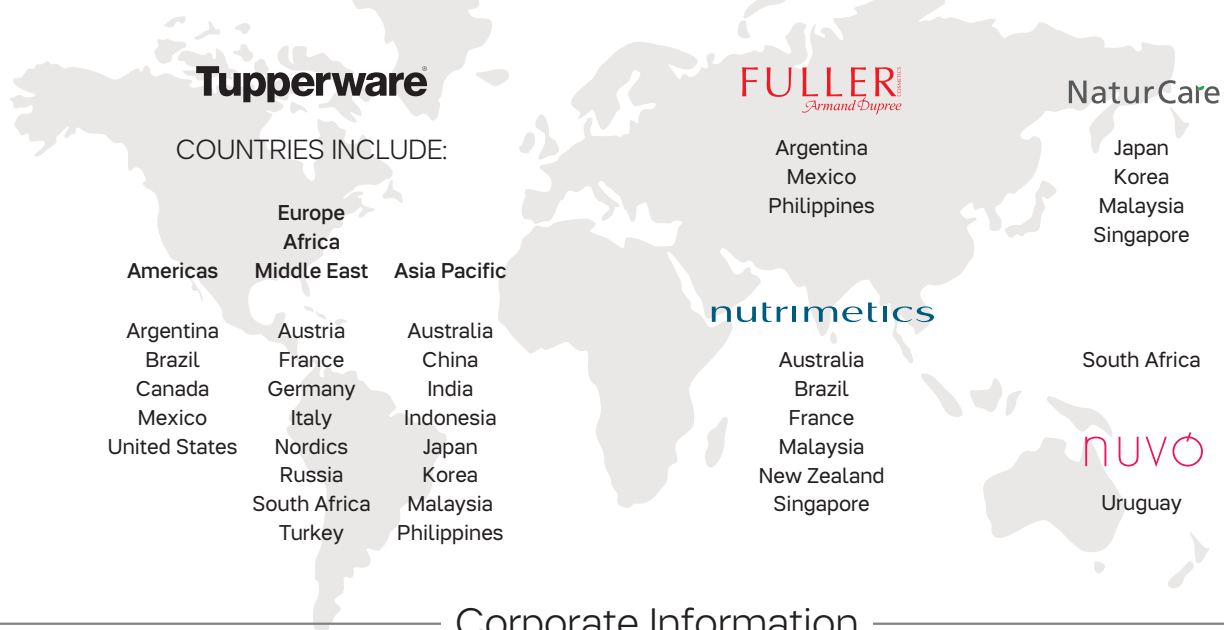 Tupperware®
COUNTRIES INCLUDE:
Americas
Argentina
Brazil
Canada
Mexico
United States
Europe
Africa
Middle East
Austria
France
Germany
Italy
Nordics
Russia
South Africa
Turkey
Asia Pacific
Australia
China
India
Indonesia
Japan
Korea
Malaysia
Philippines
FULLER COSMETICS
Armand Dupree
Argentina
Mexico
Philippines
nutrimetics
Australia
Brazil
France
Malaysia
New Zealand
Singapore
NaturCare
Japan
Korea
Malaysia
Singapore
South Africa
nuvó
Uruguay
Corporate Information